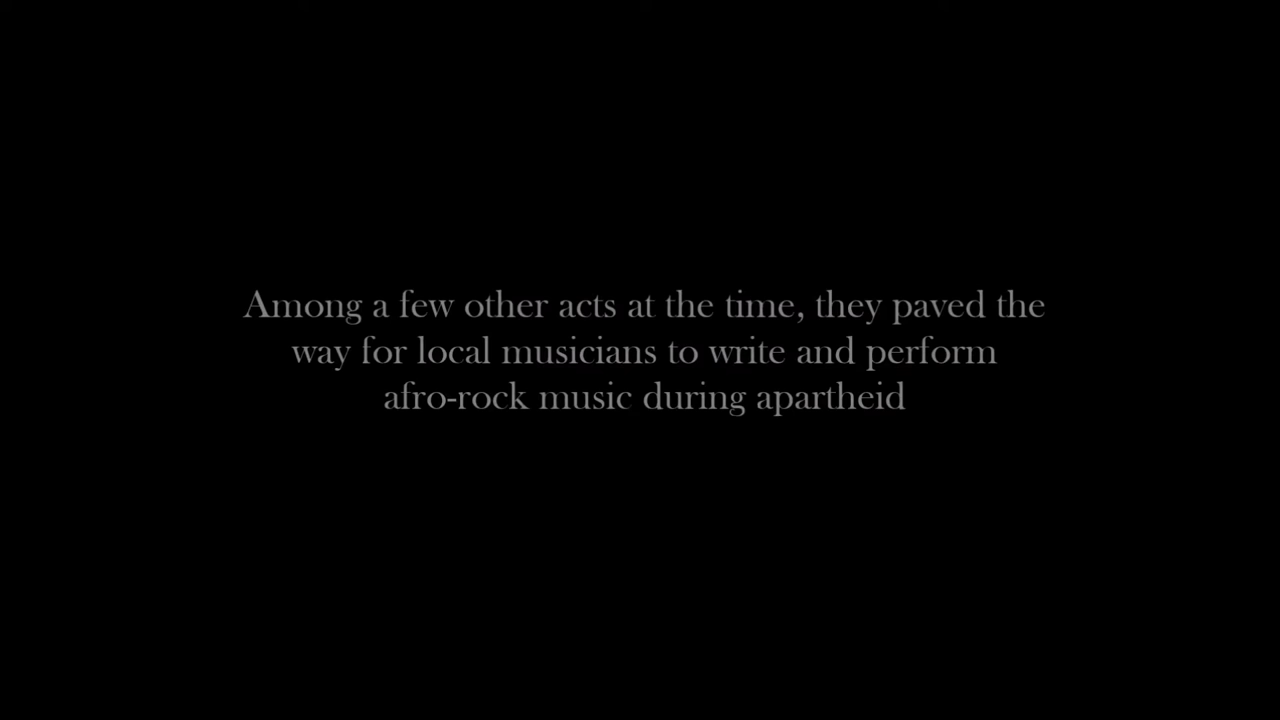 Among a few other acts at the time, they paved the
way for local musicians to write and perform
afro-rock music during apartheid